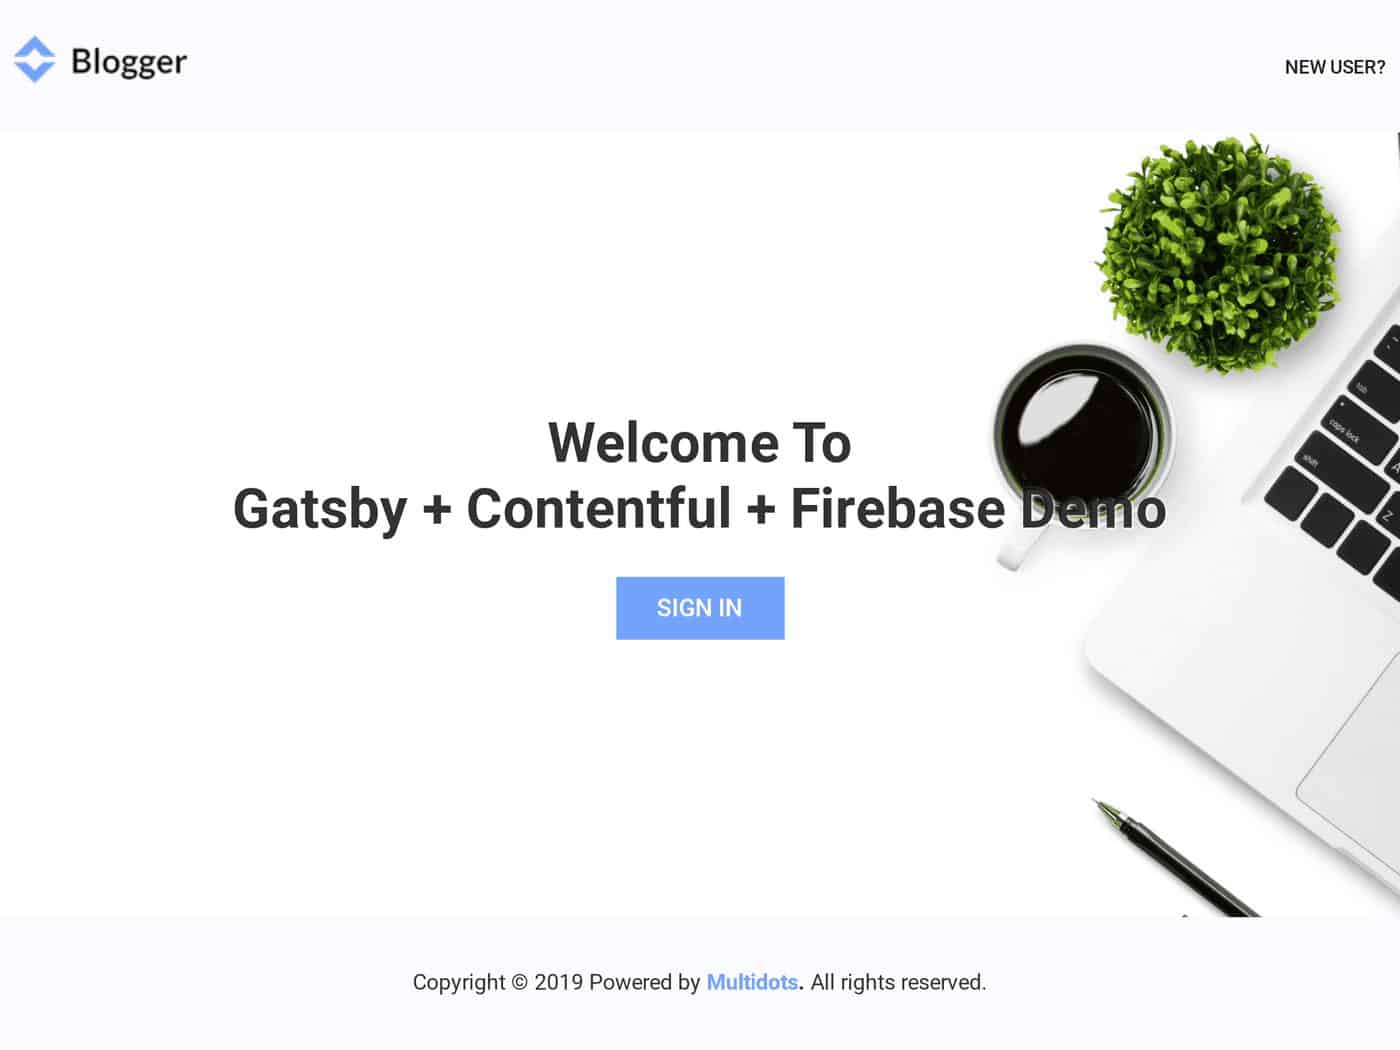 Blogger
NEW USER?
tab
caps lock
shift
A
Z
Welcome To
Gatsby + Contentful + Firebase Demo
SIGN IN
Copyright © 2019 Powered by Multidots. All rights reserved.